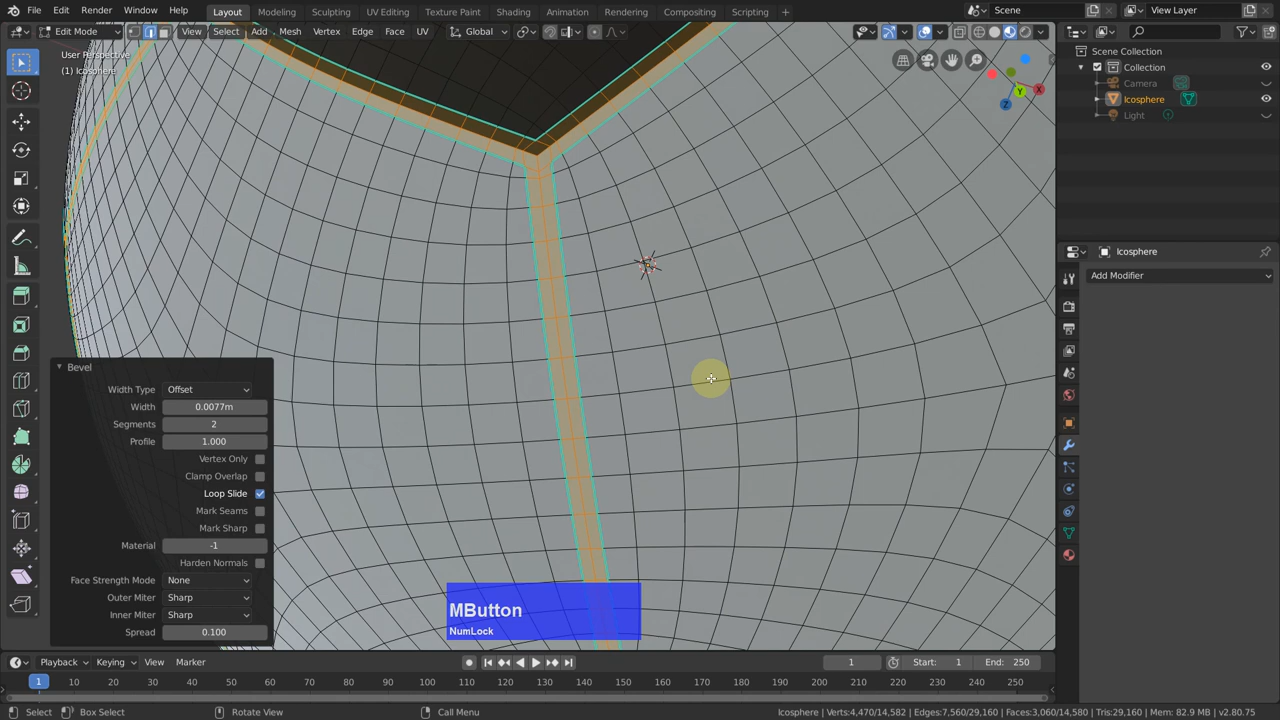 File Edit Render Window Help Layout Modeling Sculpting UV Editing Texture Paint Shading Animation Rendering Compositing Scripting + Scene View Layer
Edit Mode View Select Add Mesh Vertex Edge Face UV Global
User Perspective
(1) Icosphere
Scene Collection
Collection
Camera
Icosphere
Light
X
Y
Z
Icosphere
Add Modifier
Bevel
Width Type Offset
Width 0.0077m
Segments 2
Profile 1.000
Vertex Only
Clamp Overlap
Loop Slide
Mark Seams
Mark Sharp
Material -1
Harden Normals
Face Strength Mode None
Outer Miter Sharp
Inner Miter Sharp
Spread 0.100
MButton
NumLock
Playback Keying View Marker 1 Start: 1 End: 250
1 10 20 30 40 50 60 70 80 90 100 110 120 130 140 150 160 170 180 190 200 210 220 230 240 250
Select Box Select Rotate View Call Menu Icosphere | Verts:4,470/14,582 | Edges:7,560/29,160 | Faces:3,060/14,580 | Tris:29,160 | Mem: 82.9 MB | v2.80.75